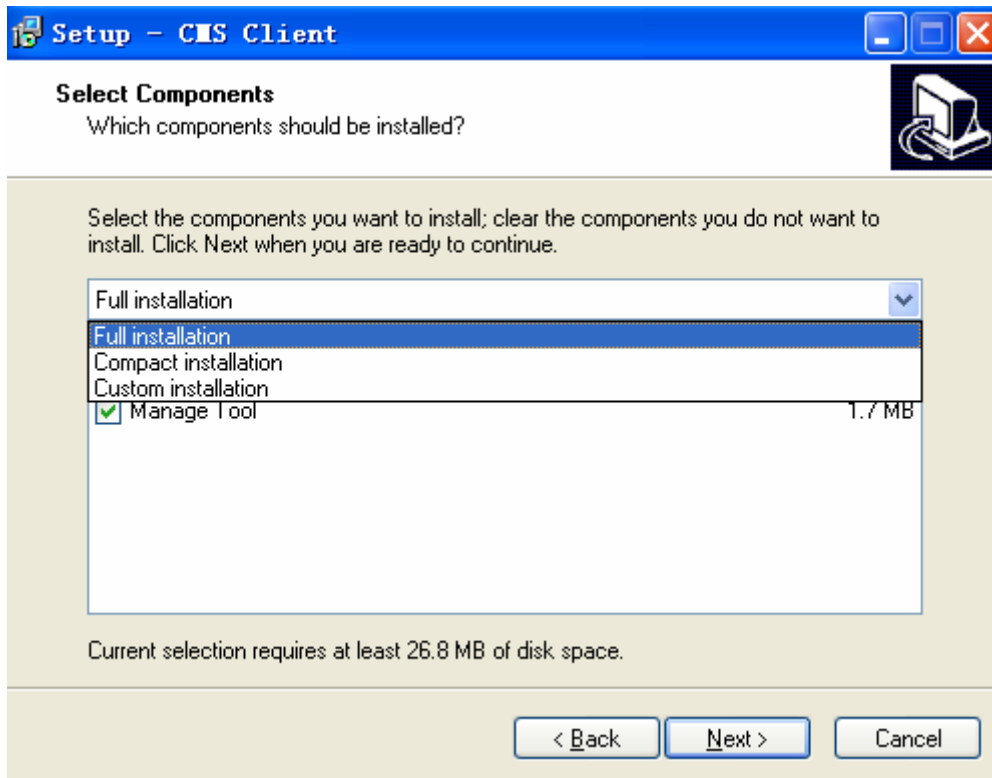 Setup - CMS Client
Select Components
Which components should be installed?
Select the components you want to install; clear the components you do not want to
install. Click Next when you are ready to continue.
Full installation
Full installation
Compact installation
Custom installation
Manage Tool 1.7 MB
Current selection requires at least 26.8 MB of disk space.
< Back Next > Cancel